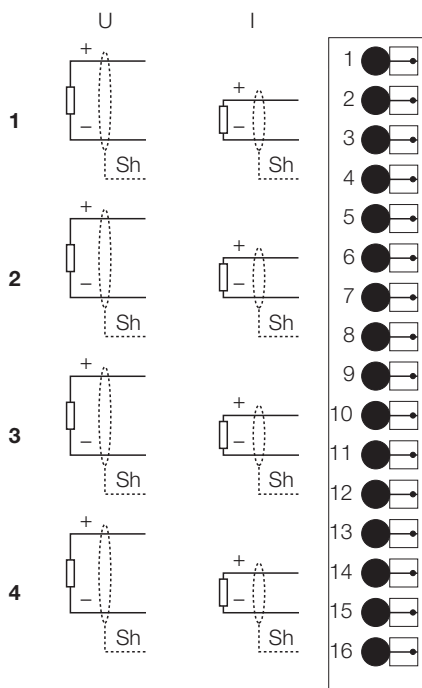 U I
+ 1
+ 2
1 − − 3
Sh Sh 4
+ 5
+ 6
2 − − 7
Sh Sh 8
+ 9
+ 10
3 − − 11
Sh Sh 12
+ 13
+ 14
4 − − 15
Sh Sh 16